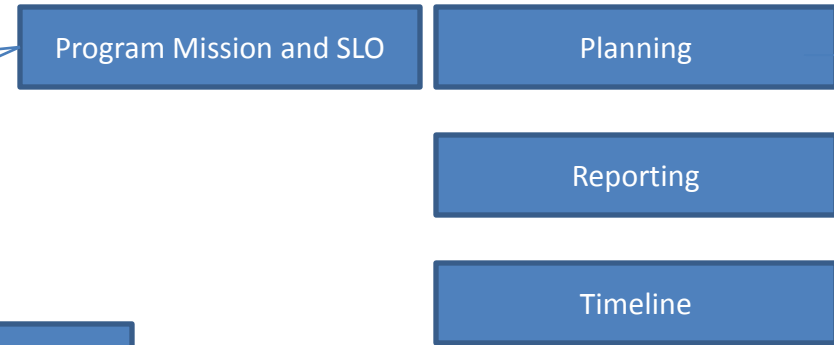 Program Mission and SLO
Planning
Reporting
Timeline